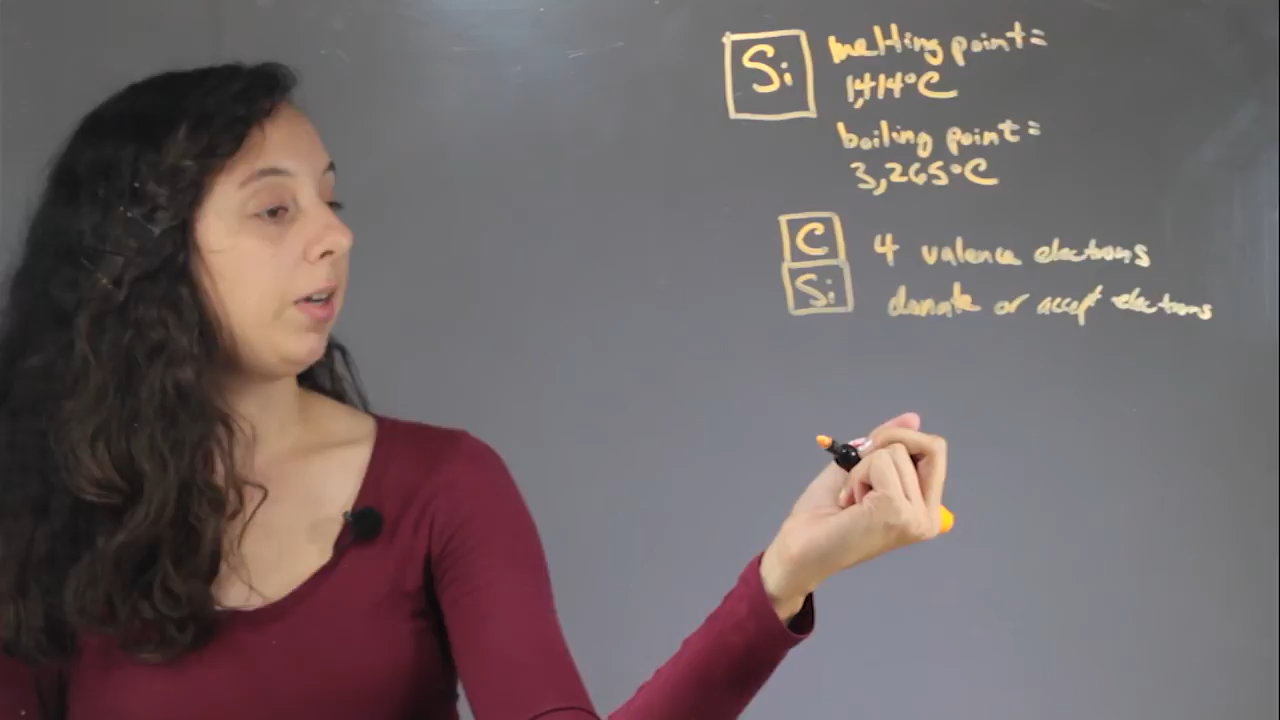 Si
melting point=
1,414°C
boiling point=
3,265°C
C
4 valence electrons
Si
donate or accept electrons